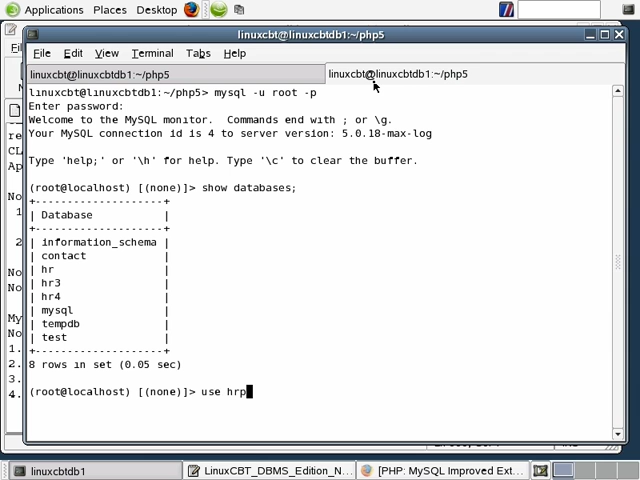 Applications Places Desktop
linuxcbt@linuxcbtdb1:~/php5
File Edit View Terminal Tabs Help
linuxcbt@linuxcbtdb1:~/php5 linuxcbt@linuxcbtdb1:~/php5
linuxcbt@linuxcbtdb1:~/php5> mysql -u root -p
Enter password:
Welcome to the MySQL monitor.  Commands end with ; or \g.
Your MySQL connection id is 4 to server version: 5.0.18-max-log
Type 'help;' or '\h' for help. Type '\c' to clear the buffer.
(root@localhost) [(none)]> show databases;
+--------------------+
| Database           |
+--------------------+
| information_schema |
| contact            |
| hr                 |
| hr3                |
| hr4                |
| mysql              |
| tempdb             |
| test               |
+--------------------+
8 rows in set (0.05 sec)
(root@localhost) [(none)]> use hrp
linuxcbtdb1 LinuxCBT_DBMS_Edition_N... [PHP: MySQL Improved Ext...